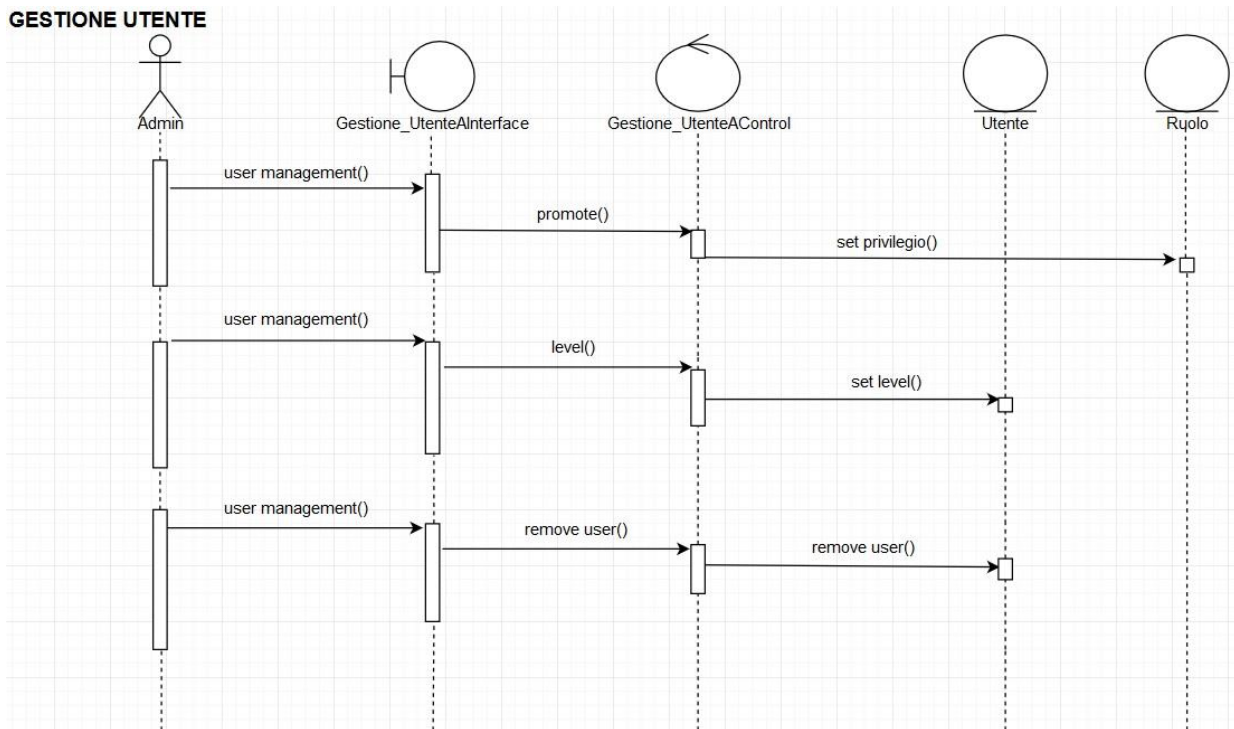 GESTIONE UTENTE
Admin
Gestione_UtenteAInterface
Gestione_UtenteAControl
Utente
Ruolo
user management()
promote()
set privilegio()
user management()
level()
set level()
user management()
remove user()
remove user()